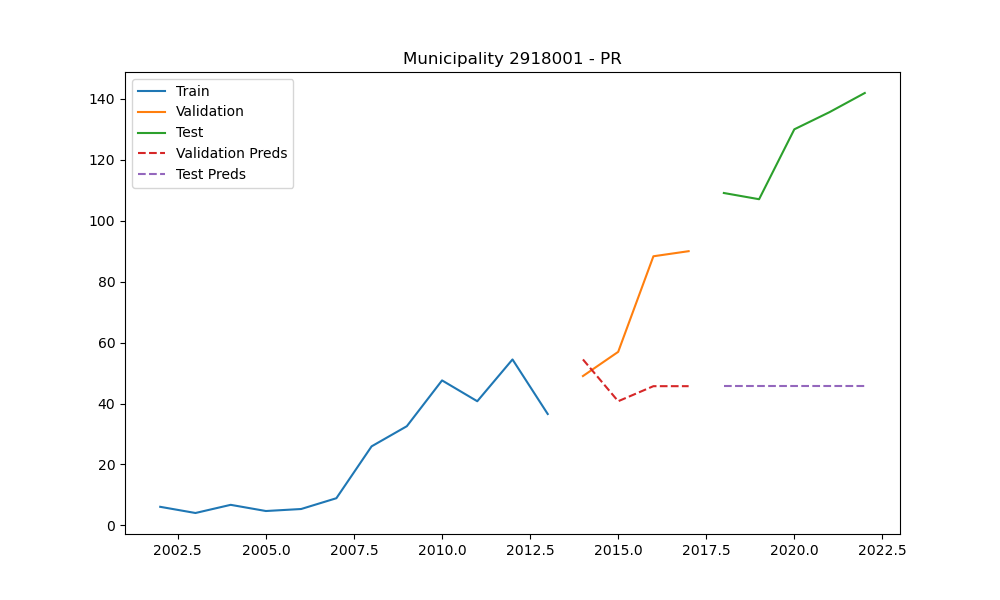 Municipality 2918001 - PR
Train
Validation
Test
Validation Preds
Test Preds
140
120
100
80
60
40
20
0
2002.5 2005.0 2007.5 2010.0 2012.5 2015.0 2017.5 2020.0 2022.5